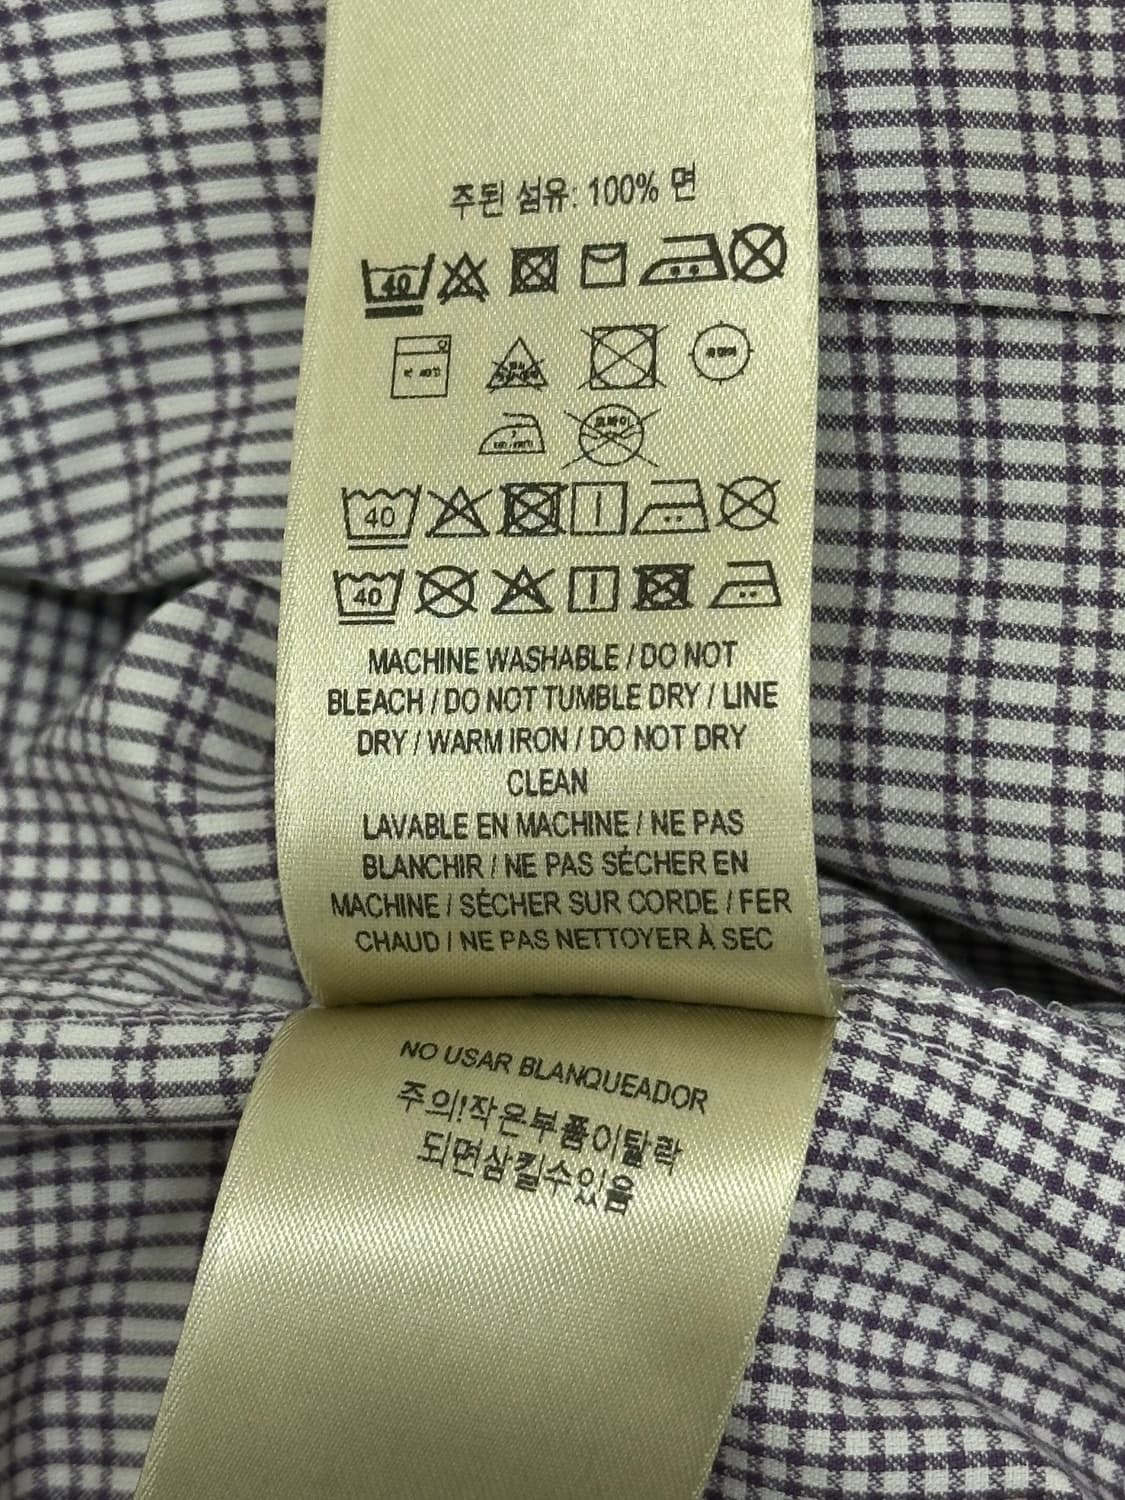 주된 섬유: 100% 면
40
40
40
MACHINE WASHABLE / DO NOT
BLEACH / DO NOT TUMBLE DRY / LINE
DRY / WARM IRON / DO NOT DRY
CLEAN
LAVABLE EN MACHINE / NE PAS
BLANCHIR / NE PAS SÉCHER EN
MACHINE / SÉCHER SUR CORDE / FER
CHAUD / NE PAS NETTOYER À SEC
NO USAR BLANQUEADOR
주의!작은부품이탈락
되면삼킬수있음